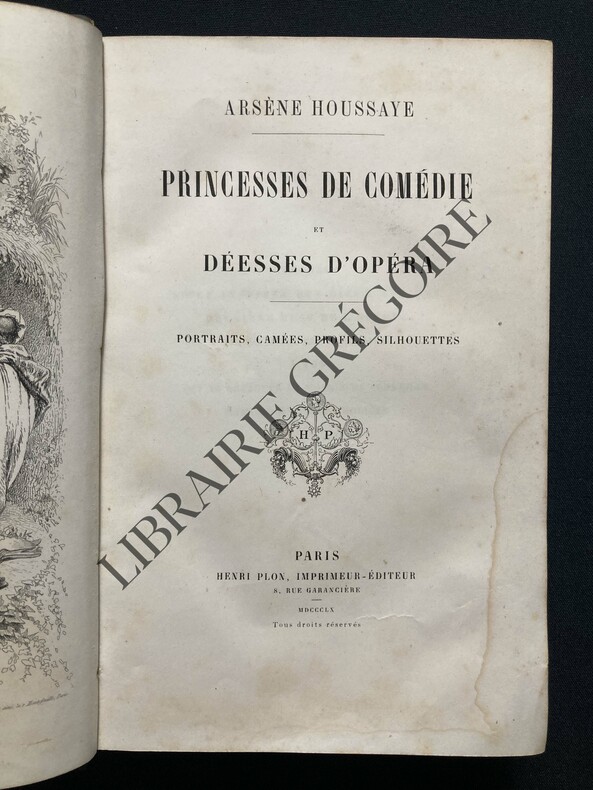 ARSÈNE HOUSSAYE
PRINCESSES DE COMÉDIE
ET
DÉESSES D'OPÉRA
PORTRAITS, CAMÉES, PROFILS, SILHOUETTES
H P
PARIS
HENRI PLON, IMPRIMEUR-ÉDITEUR
8, RUE GARANCIÈRE
MDCCCLX
Tous droits réservés
LIBRAIRIE GRÉGOIRE